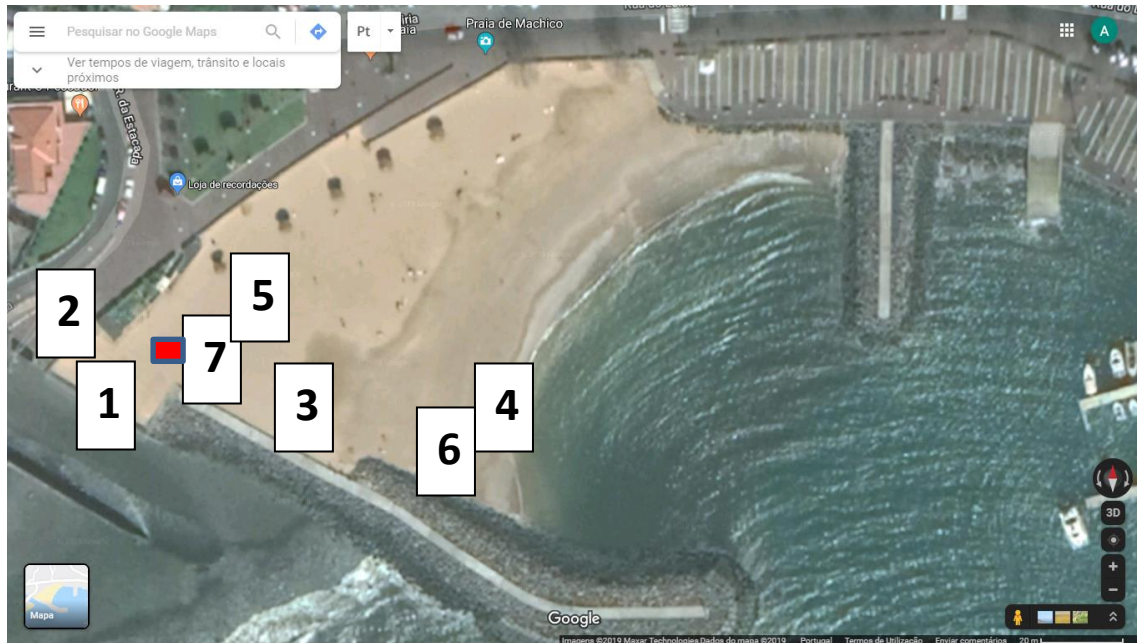 Pesquisar no Google Maps
Pt
Praia de Machico
A
Ver tempos de viagem, trânsito e locais
próximos
R. da Estacada
Loja de recordações
2
5
7
1
3
4
6
3D
Mapa
Google
Imagens ©2019 Maxar Technologies,Dados do mapa ©2019 Portugal Termos de Utilização Enviar comentários 20 m